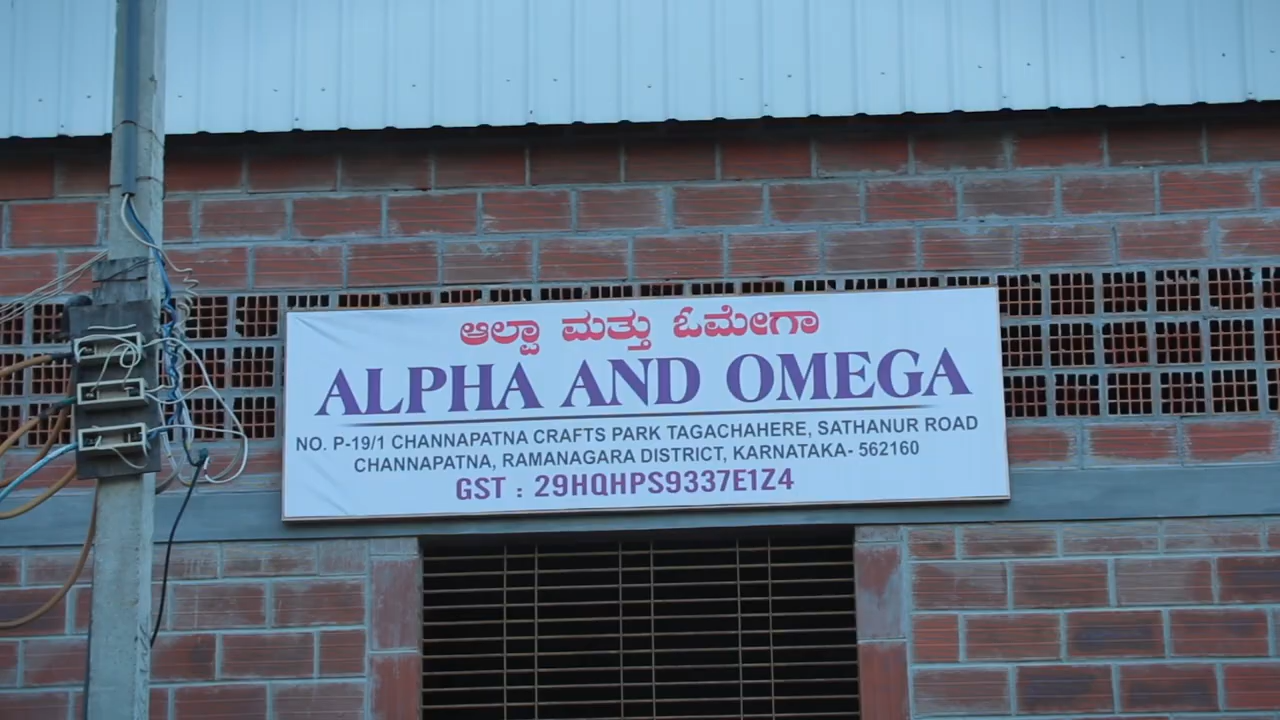 ಆಲ್ಫಾ ಮತ್ತು ಓಮೇಗಾ
ALPHA AND OMEGA
NO. P-19/1 CHANNAPATNA CRAFTS PARK TAGACHAHERE, SATHANUR ROAD
CHANNAPATNA, RAMANAGARA DISTRICT, KARNATAKA- 562160
GST : 29HQHPS9337E1Z4